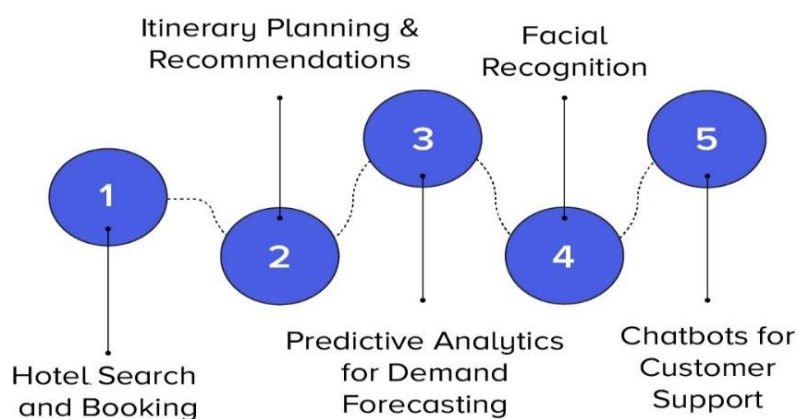 Itinerary Planning &
Recommendations
Facial
Recognition
1
2
3
4
5
Hotel Search
and Booking
Predictive Analytics
for Demand
Forecasting
Chatbots for
Customer
Support